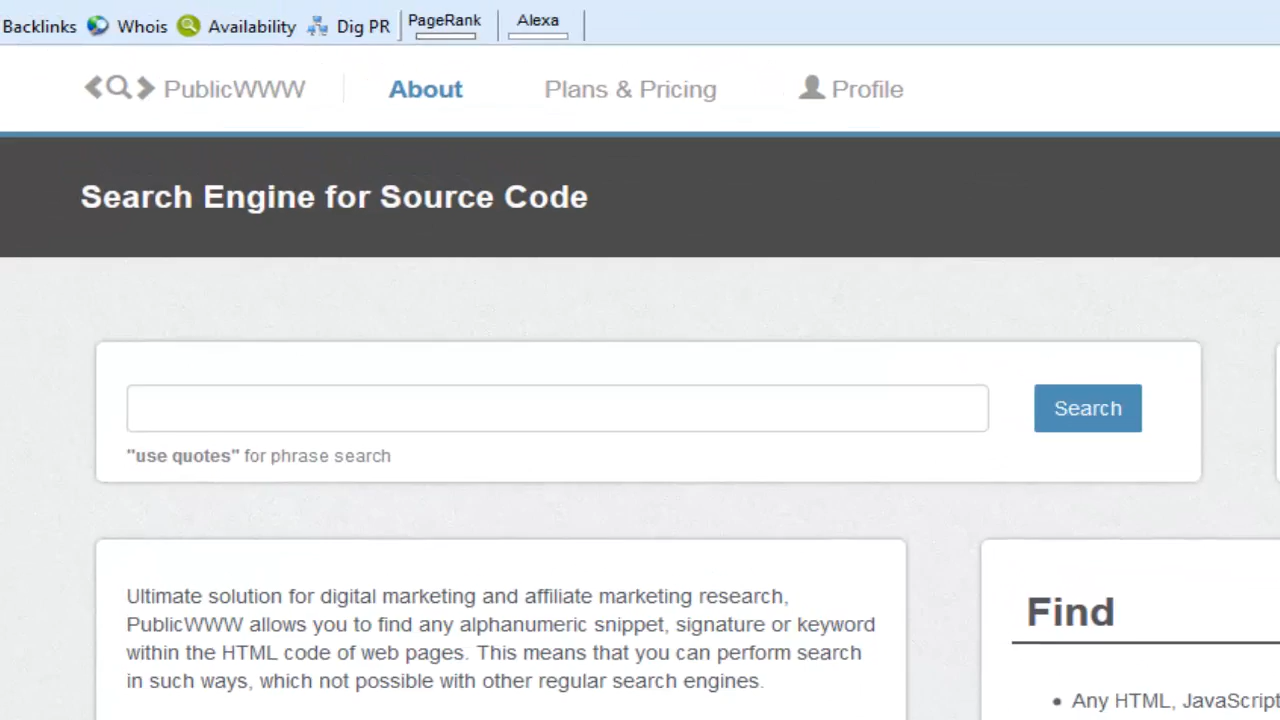 Backlinks Whois Availability Dig PR PageRank Alexa
PublicWWW About Plans & Pricing Profile
Search Engine for Source Code
Search
"use quotes" for phrase search
Ultimate solution for digital marketing and affiliate marketing research,
PublicWWW allows you to find any alphanumeric snippet, signature or keyword
within the HTML code of web pages. This means that you can perform search
in such ways, which not possible with other regular search engines.
Find
• Any HTML, JavaScript